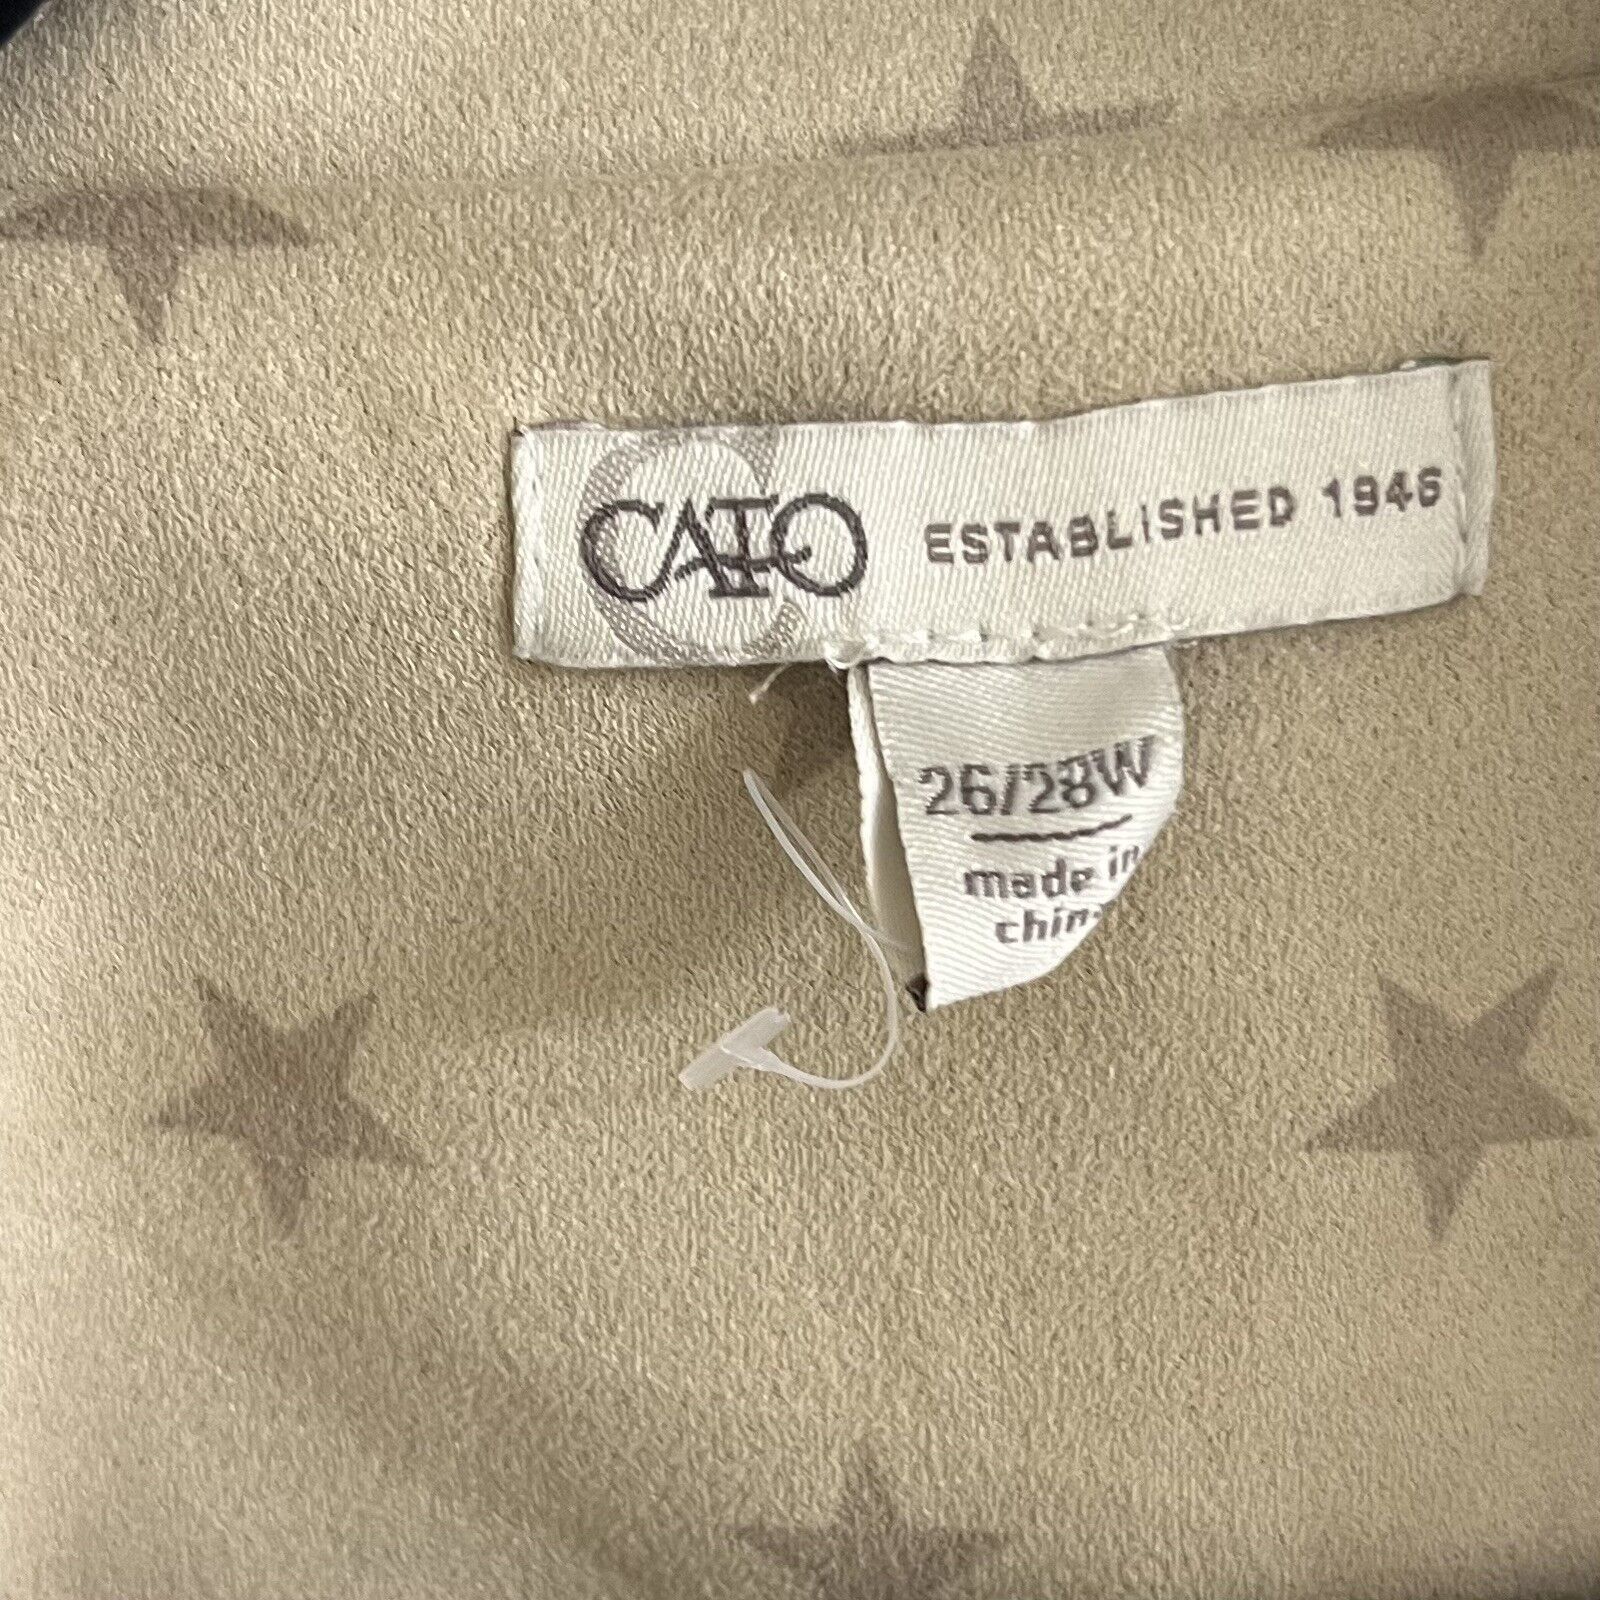 CATO ESTABLISHED 1946
26/28W
made in
chin